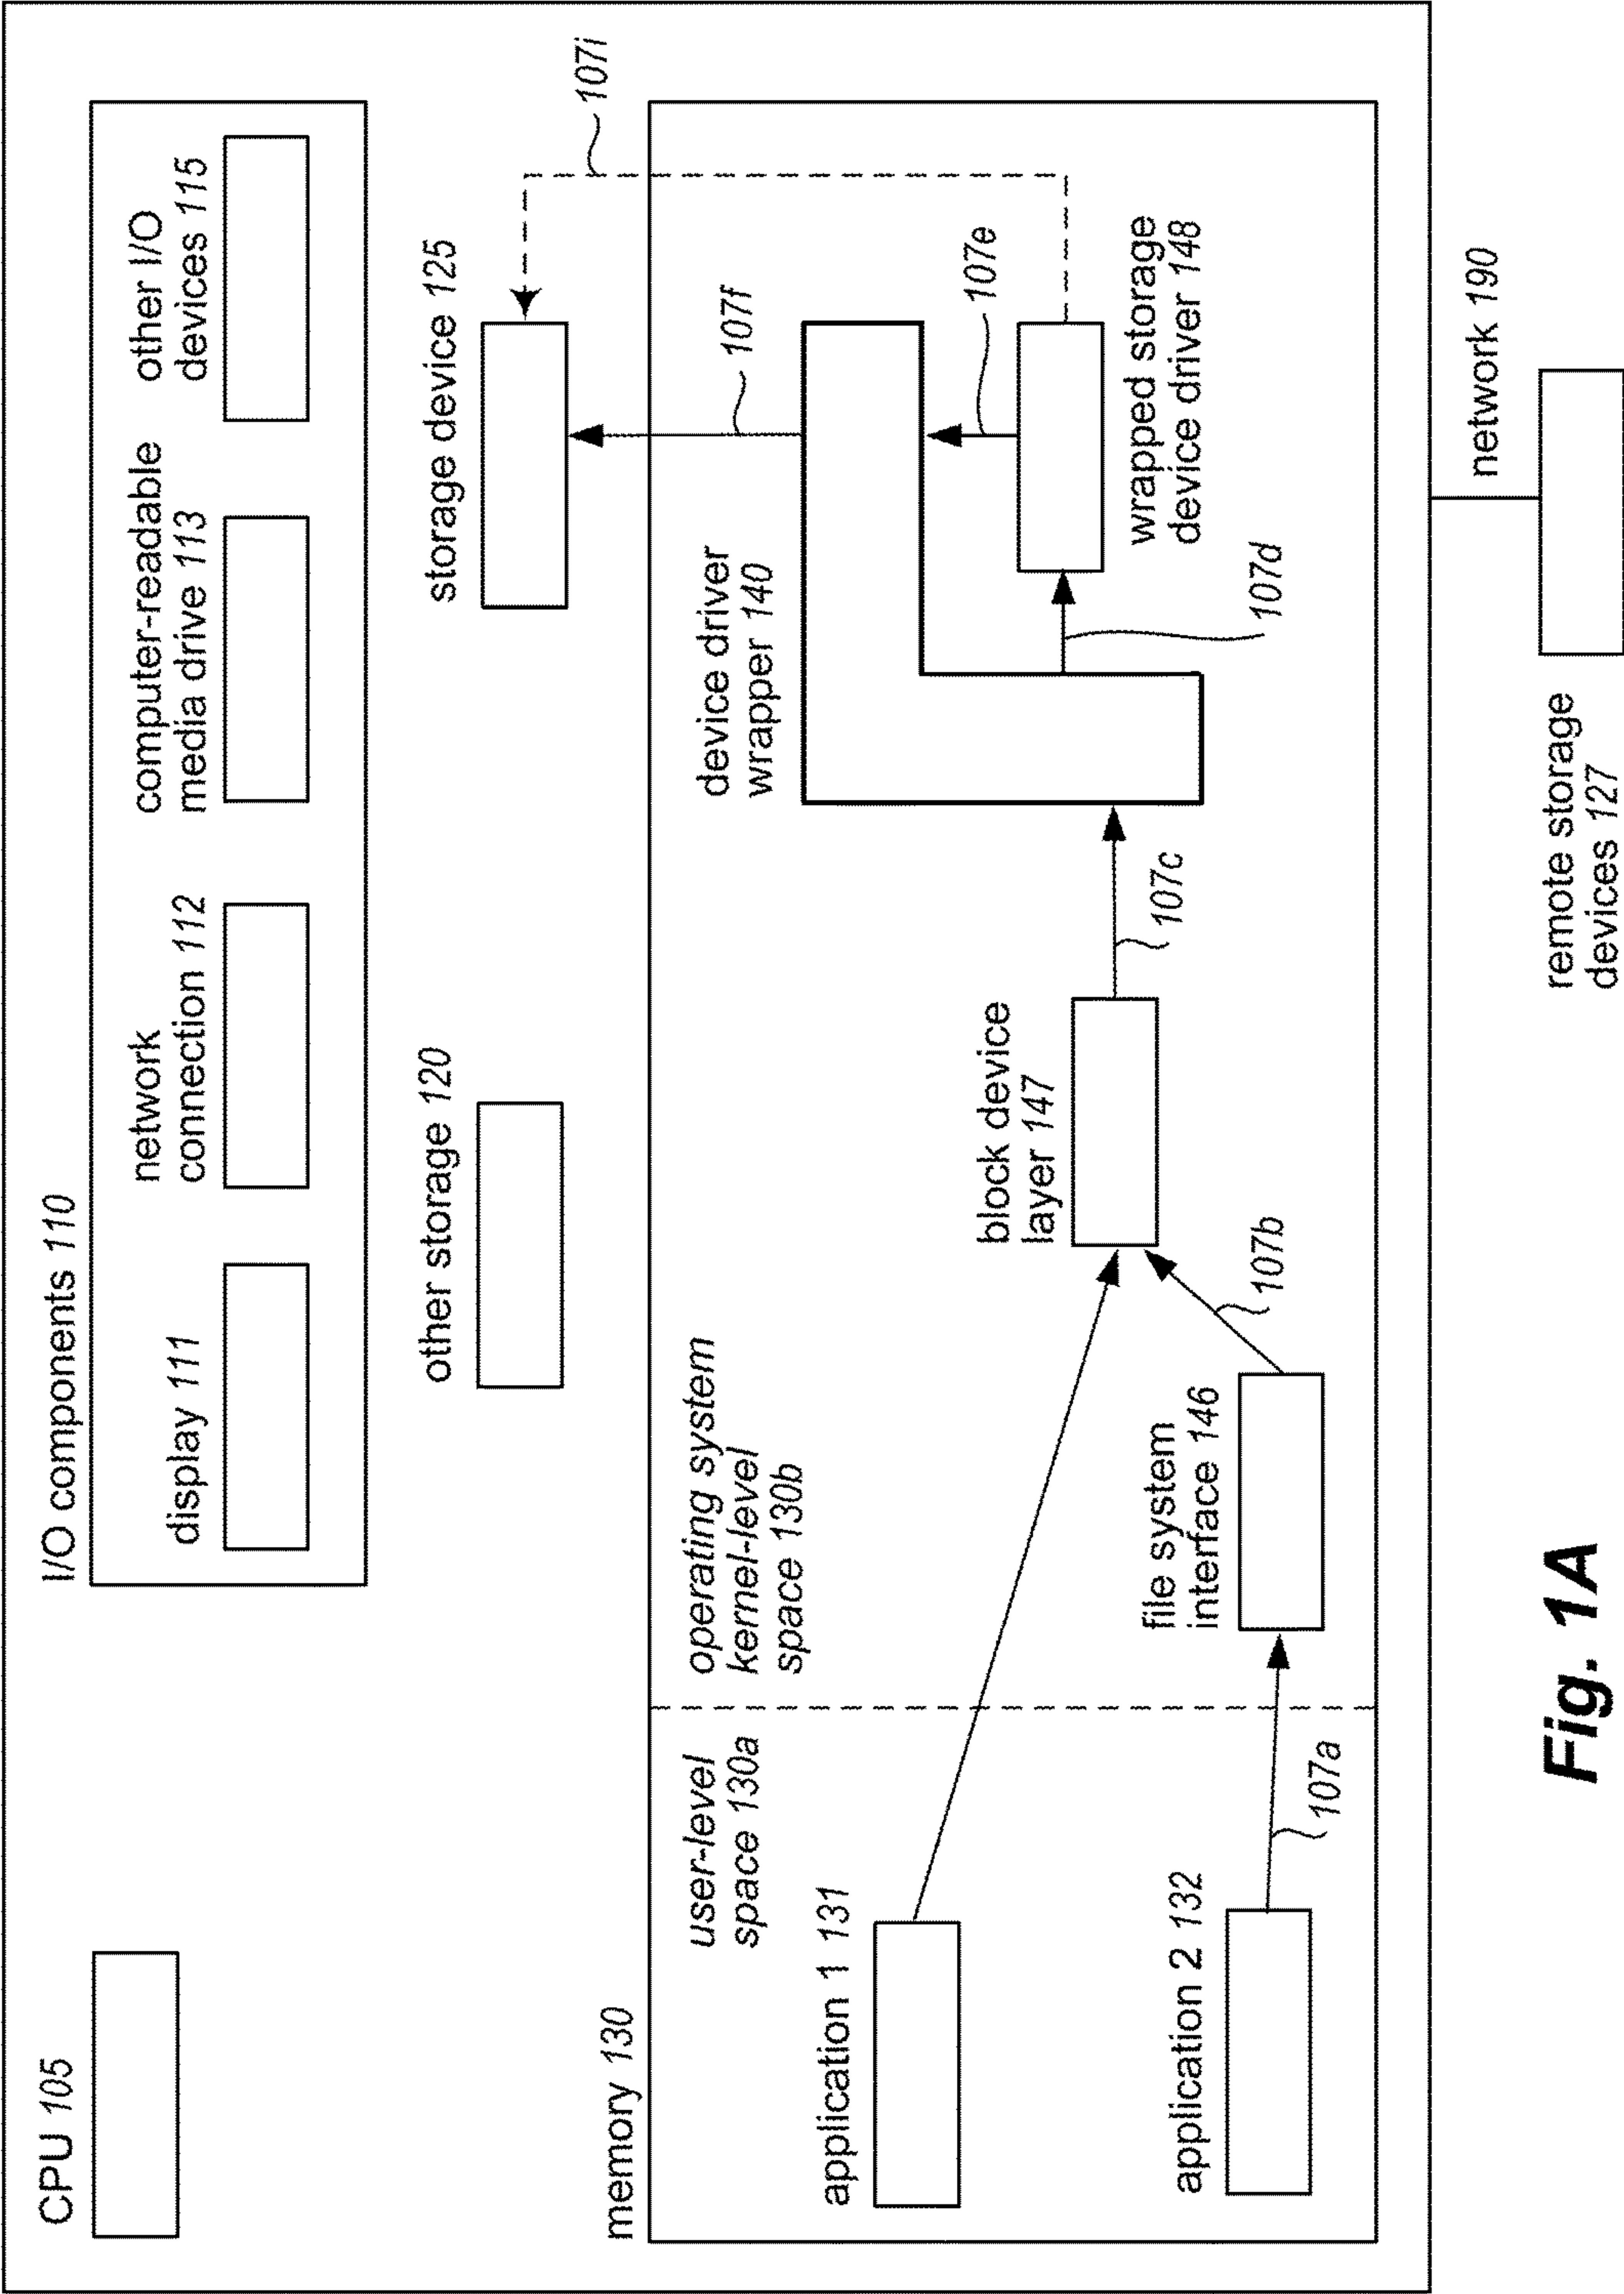 CPU 105
I/O components 110
display 111
network
connection 112
computer-readable
media drive 113
other I/O
devices 115
other storage 120
storage device 125
107i
memory 130
user-level
space 130a
operating system
kernel-level
space 130b
application 1 131
application 2 132
107a
file system
interface 146
107b
block device
layer 147
107c
device driver
wrapper 140
107f
107e
107d
wrapped storage
device driver 148
network 190
remote storage
devices 127
Fig. 1A